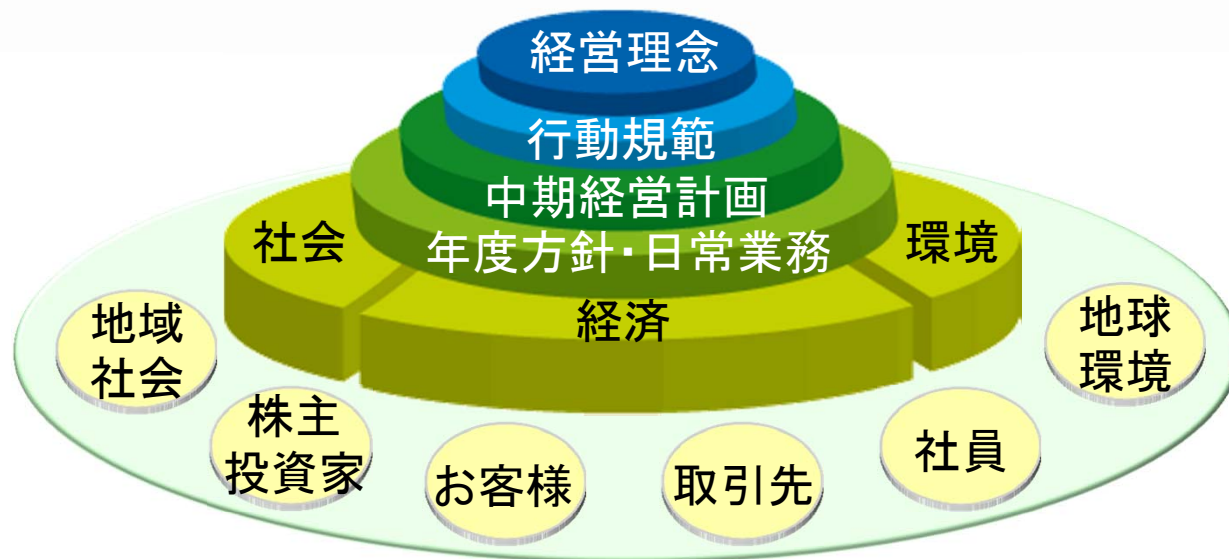 経営理念
行動規範
中期経営計画
年度方針・日常業務
社会
環境
経済
地域
社会
株主
投資家
お客様
取引先
社員
地球
環境